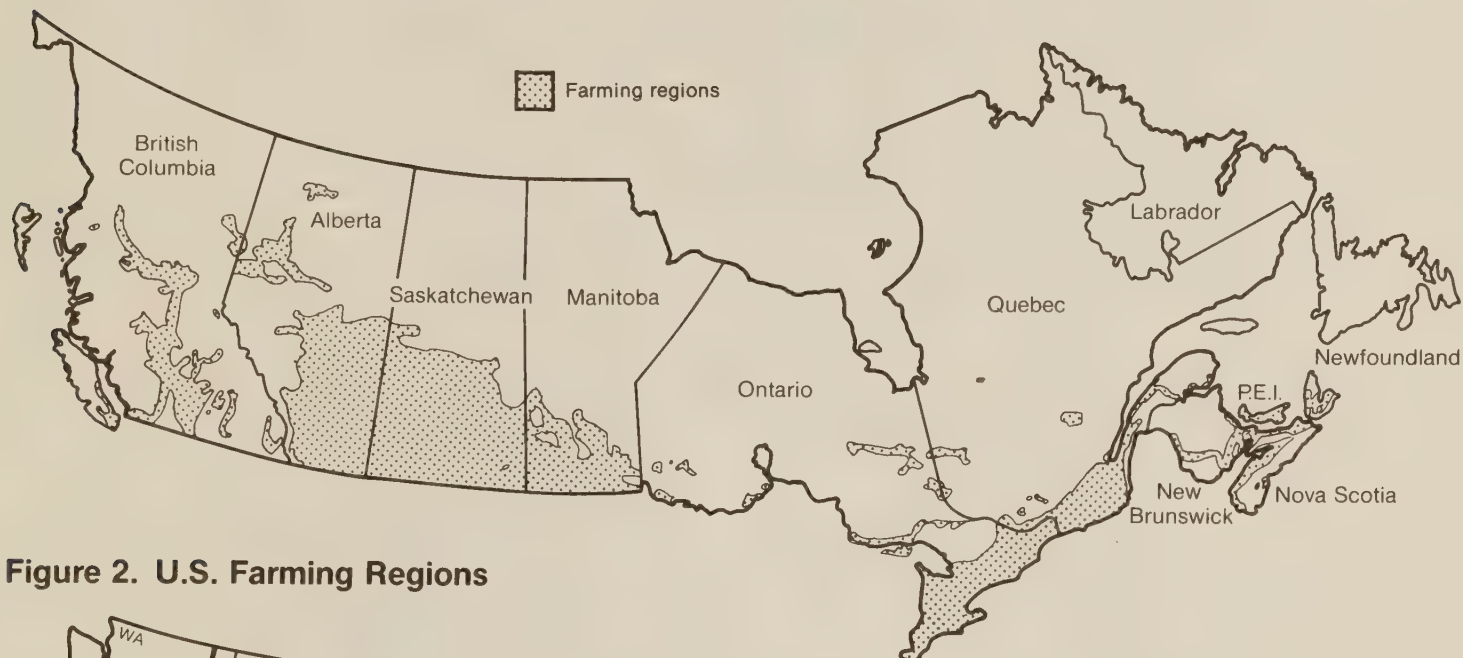 Farming regions
British
Columbia
Alberta
Saskatchewan
Manitoba
Ontario
Quebec
Labrador
Newfoundland
P.E.I.
New
Brunswick
Nova Scotia
Figure 2. U.S. Farming Regions
WA